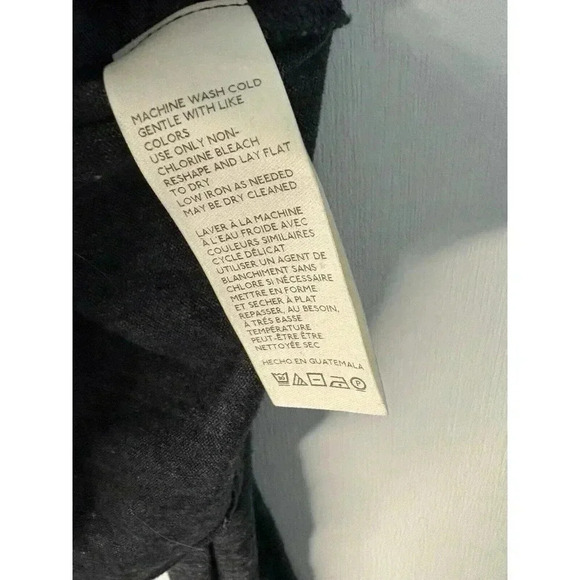 MACHINE WASH COLD
GENTLE WITH LIKE
COLORS
USE ONLY NON-
CHLORINE BLEACH
RESHAPE AND LAY FLAT
TO DRY
LOW IRON AS NEEDED
MAY BE DRY CLEANED
LAVER À LA MACHINE
À L'EAU FROIDE AVEC
COULEURS SIMILAIRES
CYCLE DÉLICAT
UTILISER UN AGENT DE
BLANCHIMENT SANS
CHLORE SI NÉCESSAIRE
METTRE EN FORME
ET SECHER À PLAT
REPASSER, AU BESOIN,
À TRÈS BASSE
TEMPÉRATURE
PEUT-ÊTRE ÊTRE
NETTOYÉE SEC
HECHO EN GUATEMALA